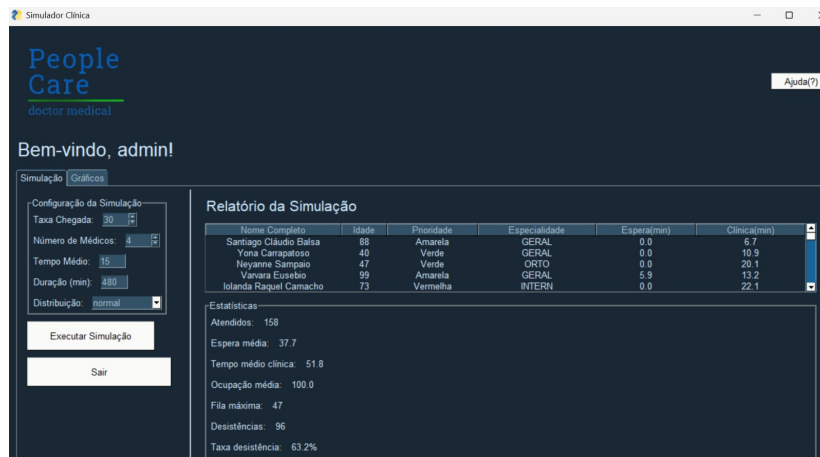 Simulador Clínica
People
Care
doctor medical
Ajuda(?)
Bem-vindo, admin!
Simulação Gráficos
Configuração da Simulação
Taxa Chegada: 30
Número de Médicos: 4
Tempo Médio: 15
Duração (min): 480
Distribuição: normal
Executar Simulação
Sair
Relatório da Simulação
Nome Completo Idade Prioridade Especialidade Espera(min) Clínica(min)
Santiago Cláudio Balsa 88 Amarela GERAL 0.0 6.7
Yona Carrapatoso 40 Verde GERAL 0.0 10.9
Neyanne Sampaio 47 Verde ORTO 0.0 20.1
Varvara Eusebio 99 Amarela GERAL 5.9 13.2
Iolanda Raquel Camacho 73 Vermelha INTERN 0.0 22.1
Estatísticas
Atendidos: 158
Espera média: 37.7
Tempo médio clínica: 51.8
Ocupação média: 100.0
Fila máxima: 47
Desistências: 96
Taxa desistência: 63.2%